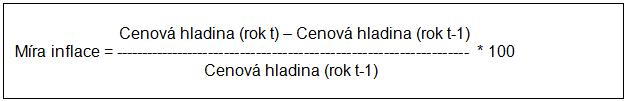 Cenová hladina (rok t) – Cenová hladina (rok t-1)
Míra inflace = ------------------------------------------------------------------- * 100
Cenová hladina (rok t-1)